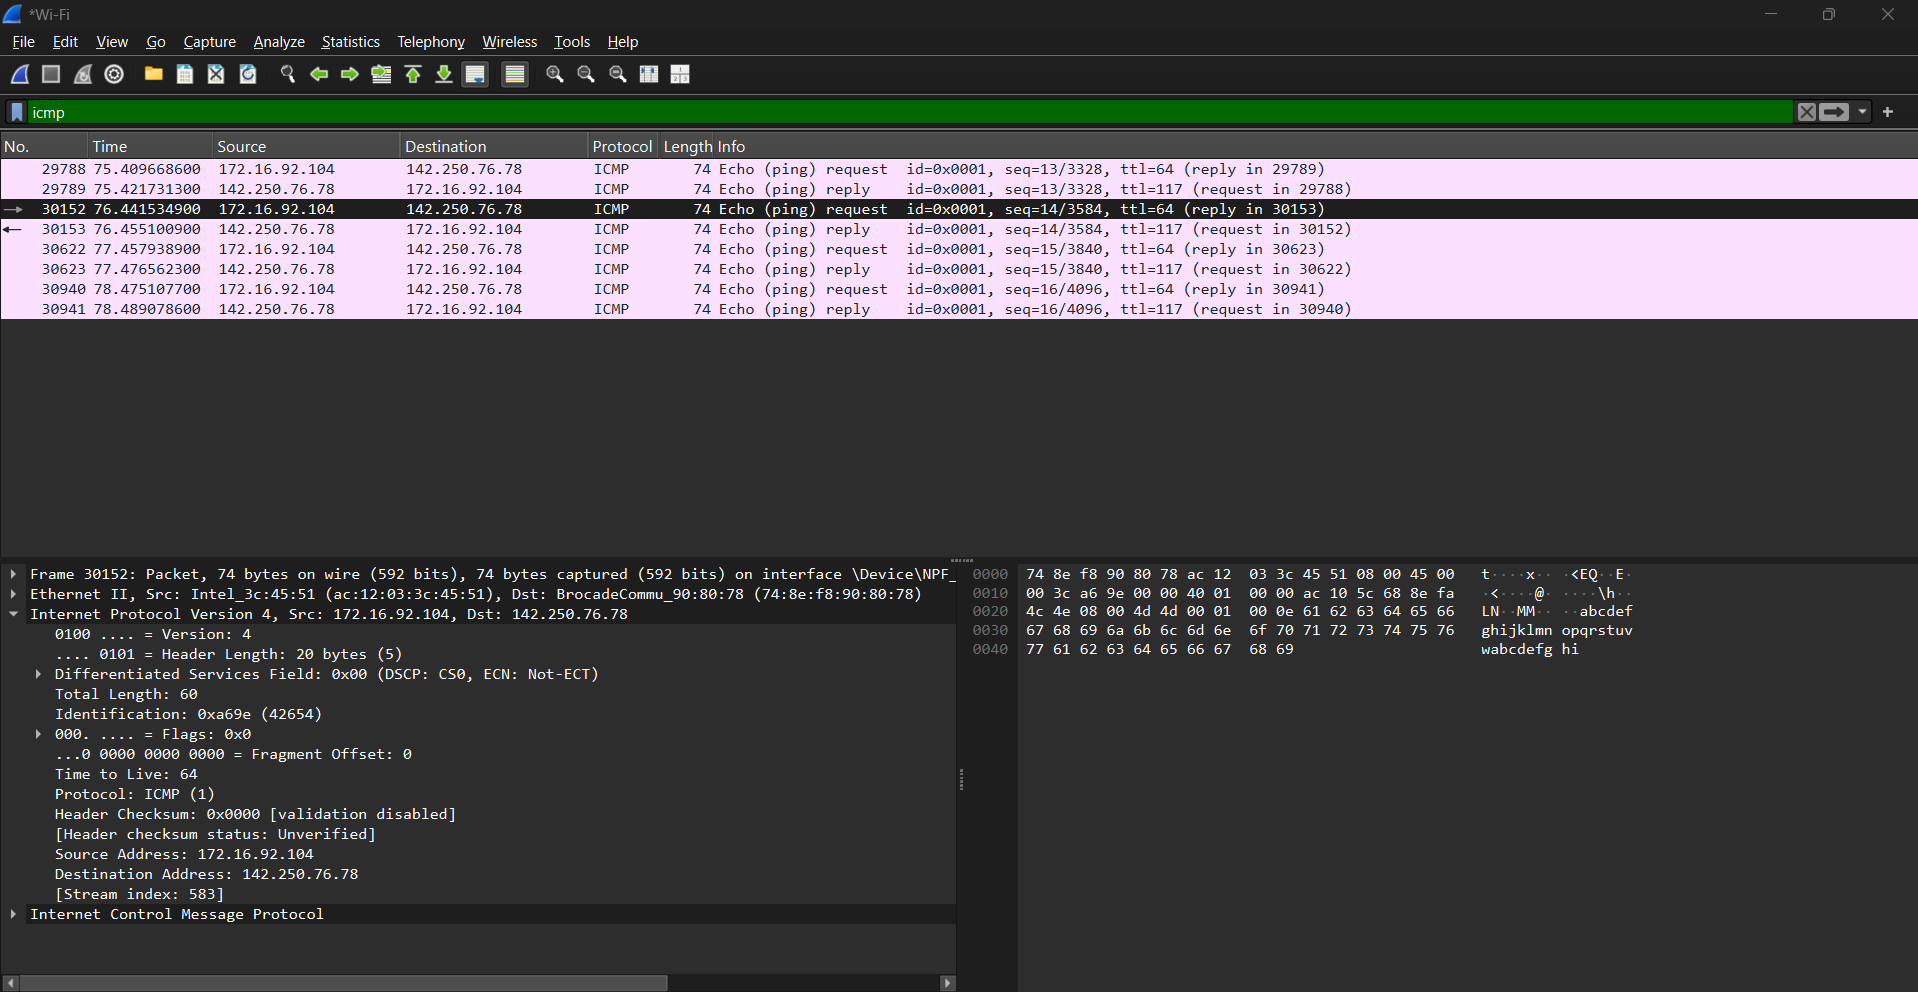 *Wi-Fi
File Edit View Go Capture Analyze Statistics Telephony Wireless Tools Help
icmp
No. Time Source Destination Protocol Length Info
29788 75.409668600 172.16.92.104 142.250.76.78 ICMP 74 Echo (ping) request id=0x0001, seq=13/3328, ttl=64 (reply in 29789)
29789 75.421731300 142.250.76.78 172.16.92.104 ICMP 74 Echo (ping) reply id=0x0001, seq=13/3328, ttl=117 (request in 29788)
30152 76.441534900 172.16.92.104 142.250.76.78 ICMP 74 Echo (ping) request id=0x0001, seq=14/3584, ttl=64 (reply in 30153)
30153 76.455100900 142.250.76.78 172.16.92.104 ICMP 74 Echo (ping) reply id=0x0001, seq=14/3584, ttl=117 (request in 30152)
30622 77.457938900 172.16.92.104 142.250.76.78 ICMP 74 Echo (ping) request id=0x0001, seq=15/3840, ttl=64 (reply in 30623)
30623 77.476562300 142.250.76.78 172.16.92.104 ICMP 74 Echo (ping) reply id=0x0001, seq=15/3840, ttl=117 (request in 30622)
30940 78.475107700 172.16.92.104 142.250.76.78 ICMP 74 Echo (ping) request id=0x0001, seq=16/4096, ttl=64 (reply in 30941)
30941 78.489078600 142.250.76.78 172.16.92.104 ICMP 74 Echo (ping) reply id=0x0001, seq=16/4096, ttl=117 (request in 30940)
Frame 30152: Packet, 74 bytes on wire (592 bits), 74 bytes captured (592 bits) on interface \Device\NPF_
Ethernet II, Src: Intel_3c:45:51 (ac:12:03:3c:45:51), Dst: BrocadeCommu_90:80:78 (74:8e:f8:90:80:78)
Internet Protocol Version 4, Src: 172.16.92.104, Dst: 142.250.76.78
0100 .... = Version: 4
.... 0101 = Header Length: 20 bytes (5)
Differentiated Services Field: 0x00 (DSCP: CS0, ECN: Not-ECT)
Total Length: 60
Identification: 0xa69e (42654)
000. .... = Flags: 0x0
...0 0000 0000 0000 = Fragment Offset: 0
Time to Live: 64
Protocol: ICMP (1)
Header Checksum: 0x0000 [validation disabled]
[Header checksum status: Unverified]
Source Address: 172.16.92.104
Destination Address: 142.250.76.78
[Stream index: 583]
Internet Control Message Protocol
0000 74 8e f8 90 80 78 ac 12 03 3c 45 51 08 00 45 00 t····x·· ·<EQ··E·
0010 00 3c a6 9e 00 00 40 01 00 00 ac 10 5c 68 8e fa ·<····@· ····\h··
0020 4c 4e 08 00 4d 4d 00 01 00 0e 61 62 63 64 65 66 LN··MM·· ··abcdef
0030 67 68 69 6a 6b 6c 6d 6e 6f 70 71 72 73 74 75 76 ghijklmn opqrstuv
0040 77 61 62 63 64 65 66 67 68 69 wabcdefg hi